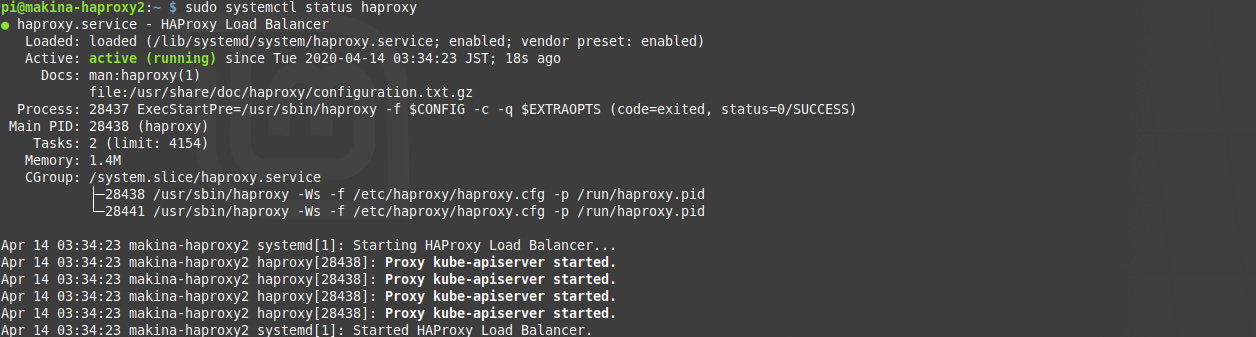 pi@makina-haproxy2:~ $ sudo systemctl status haproxy
● haproxy.service - HAProxy Load Balancer
   Loaded: loaded (/lib/systemd/system/haproxy.service; enabled; vendor preset: enabled)
   Active: active (running) since Tue 2020-04-14 03:34:23 JST; 18s ago
     Docs: man:haproxy(1)
           file:/usr/share/doc/haproxy/configuration.txt.gz
  Process: 28437 ExecStartPre=/usr/sbin/haproxy -f $CONFIG -c -q $EXTRAOPTS (code=exited, status=0/SUCCESS)
 Main PID: 28438 (haproxy)
    Tasks: 2 (limit: 4154)
   Memory: 1.4M
   CGroup: /system.slice/haproxy.service
           ├─28438 /usr/sbin/haproxy -Ws -f /etc/haproxy/haproxy.cfg -p /run/haproxy.pid
           └─28441 /usr/sbin/haproxy -Ws -f /etc/haproxy/haproxy.cfg -p /run/haproxy.pid

Apr 14 03:34:23 makina-haproxy2 systemd[1]: Starting HAProxy Load Balancer...
Apr 14 03:34:23 makina-haproxy2 haproxy[28438]: Proxy kube-apiserver started.
Apr 14 03:34:23 makina-haproxy2 haproxy[28438]: Proxy kube-apiserver started.
Apr 14 03:34:23 makina-haproxy2 haproxy[28438]: Proxy kube-apiserver started.
Apr 14 03:34:23 makina-haproxy2 haproxy[28438]: Proxy kube-apiserver started.
Apr 14 03:34:23 makina-haproxy2 systemd[1]: Started HAProxy Load Balancer.